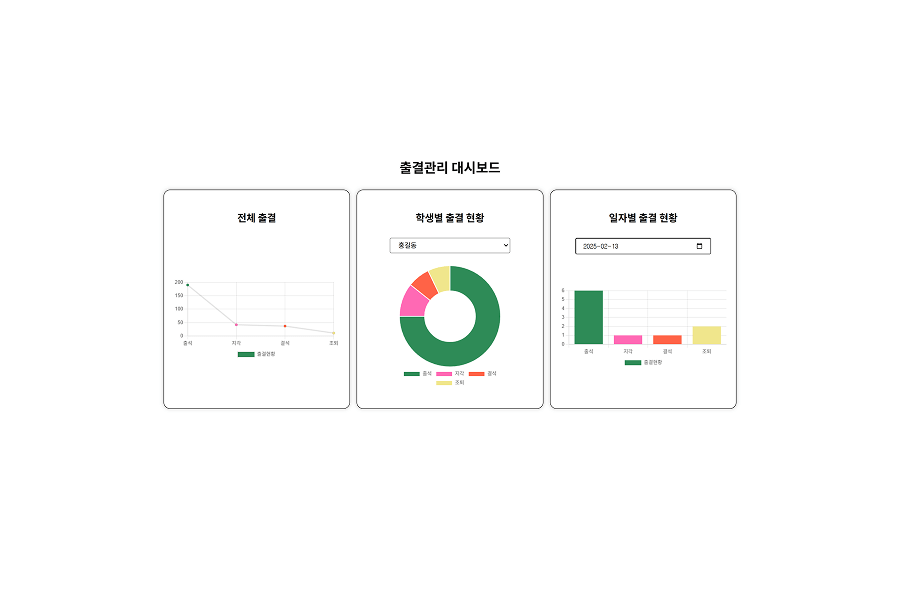 출결관리 대시보드
전체 출결
200
150
100
50
0
출석 지각 결석 조퇴
출결현황
학생별 출결 현황
홍길동
출석 지각 결석
조퇴
일자별 출결 현황
2025-02-13
6
5
4
3
2
1
0
출석 지각 결석 조퇴
출결현황